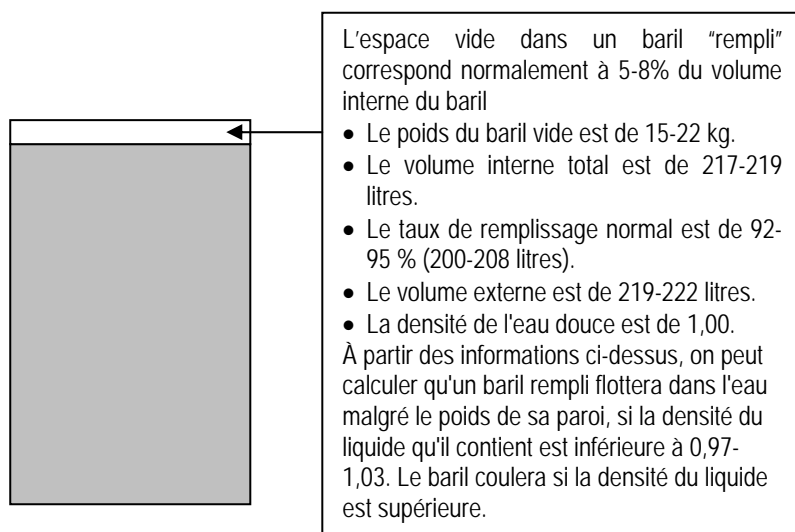 L'espace vide dans un baril “rempli”
correspond normalement à 5-8% du volume
interne du baril
• Le poids du baril vide est de 15-22 kg.
• Le volume interne total est de 217-219
litres.
• Le taux de remplissage normal est de 92-
95 % (200-208 litres).
• Le volume externe est de 219-222 litres.
• La densité de l'eau douce est de 1,00.
À partir des informations ci-dessus, on peut
calculer qu'un baril rempli flottera dans l'eau
malgré le poids de sa paroi, si la densité du
liquide qu'il contient est inférieure à 0,97-
1,03. Le baril coulera si la densité du liquide
est supérieure.